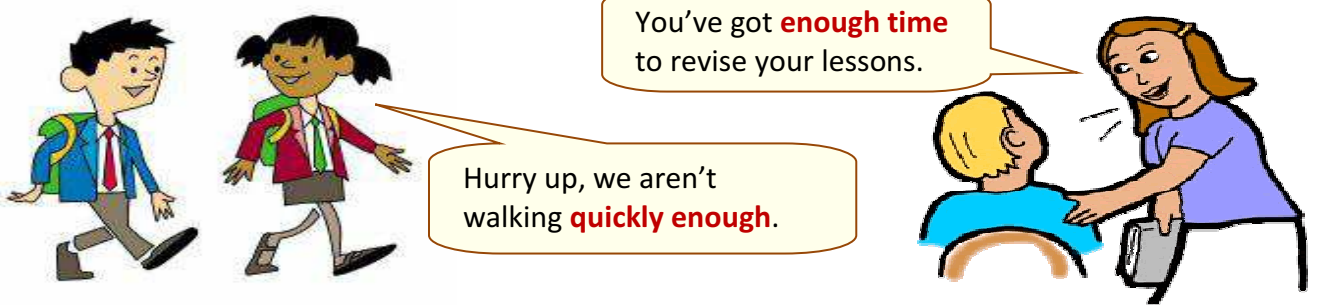 You’ve got enough time
to revise your lessons.
Hurry up, we aren’t
walking quickly enough.